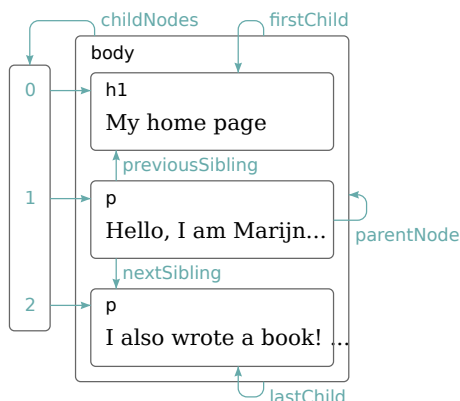 childNodes
firstChild
body
0
h1
My home page
previousSibling
1
p
Hello, I am Marijn...
parentNode
nextSibling
2
p
I also wrote a book! ...
lastChild